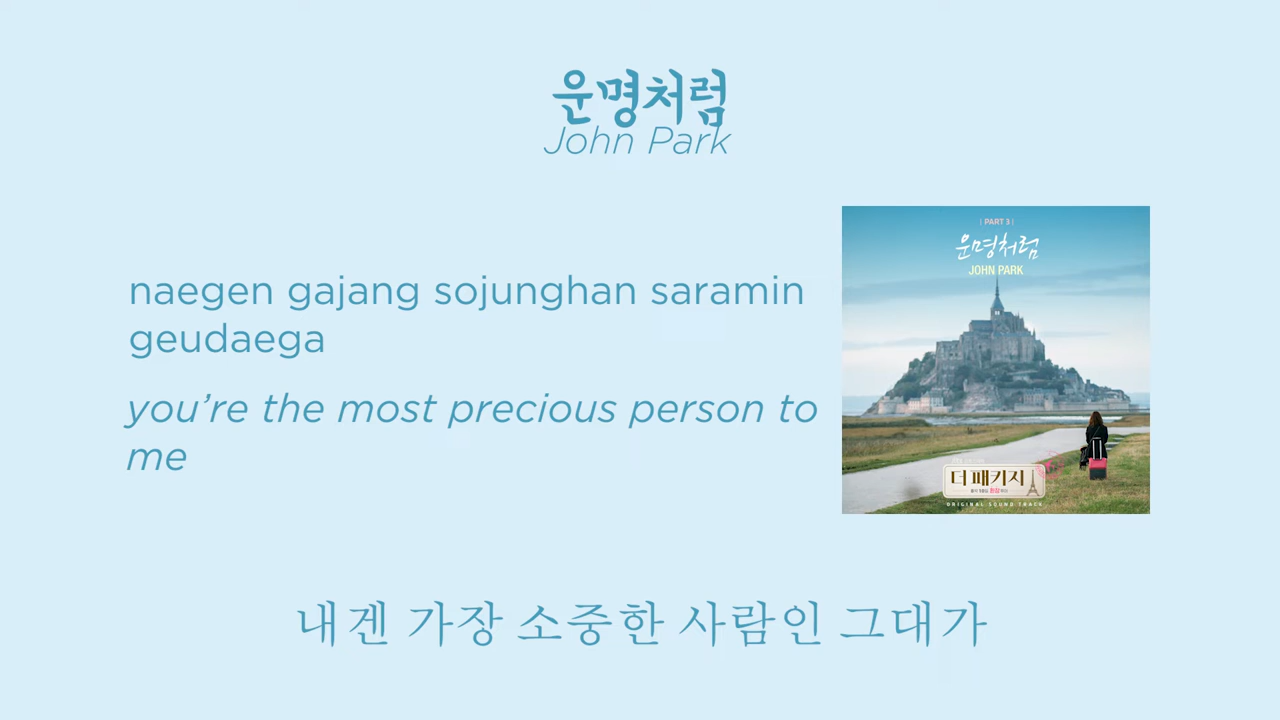 운명처럼
John Park
naegen gajang sojunghan saramin
geudaega
you're the most precious person to
me
| PART 3 |
운명처럼
JOHN PARK
더 패키지
ORIGINAL SOUND TRACK
내겐 가장 소중한 사람인 그대가